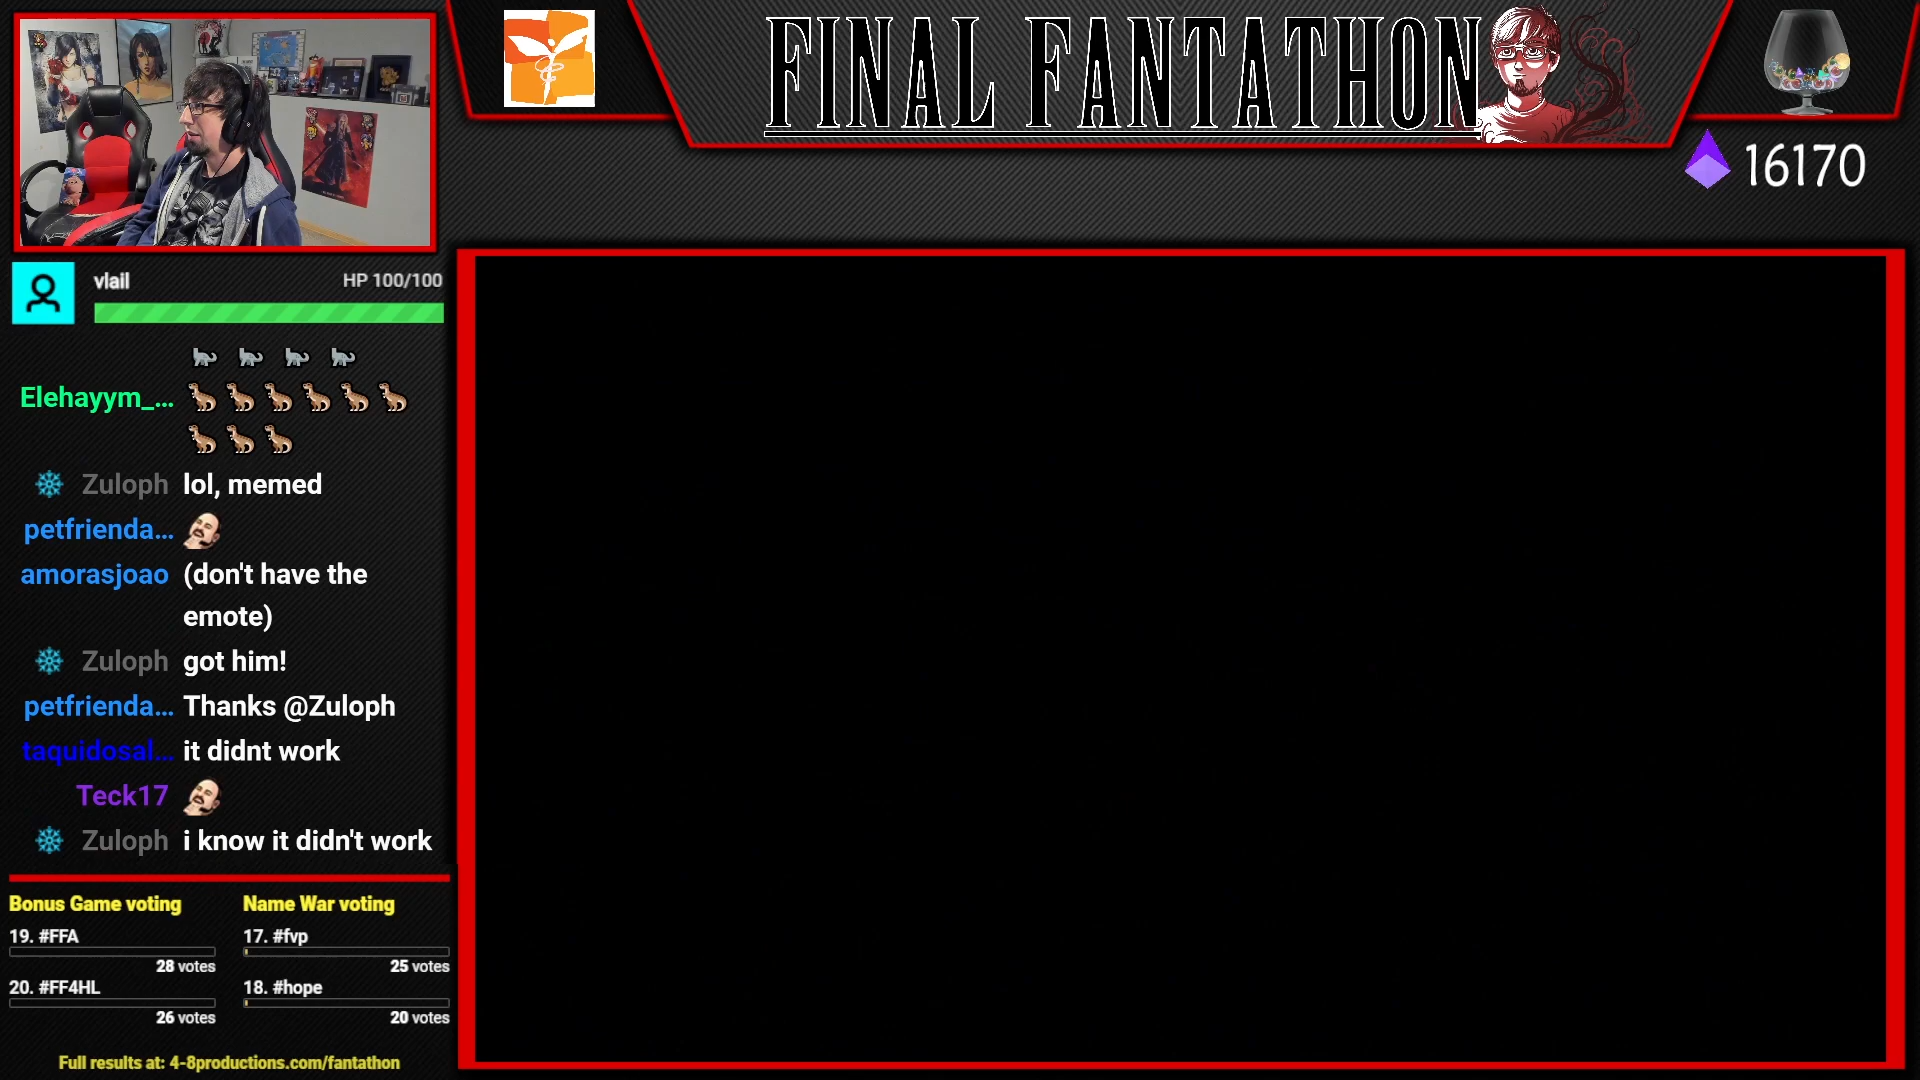 FINAL FANTATHON
16170
vlail HP 100/100
Elehayym_...
Zuloph lol, memed
petfrienda...
amorasjoao (don't have the
emote)
Zuloph got him!
petfrienda... Thanks @Zuloph
taquidosal... it didnt work
Teck17
Zuloph i know it didn't work
Bonus Game voting
19. #FFA
28 votes
20. #FF4HL
26 votes
Name War voting
17. #fvp
25 votes
18. #hope
20 votes
Full results at: 4-8productions.com/fantathon